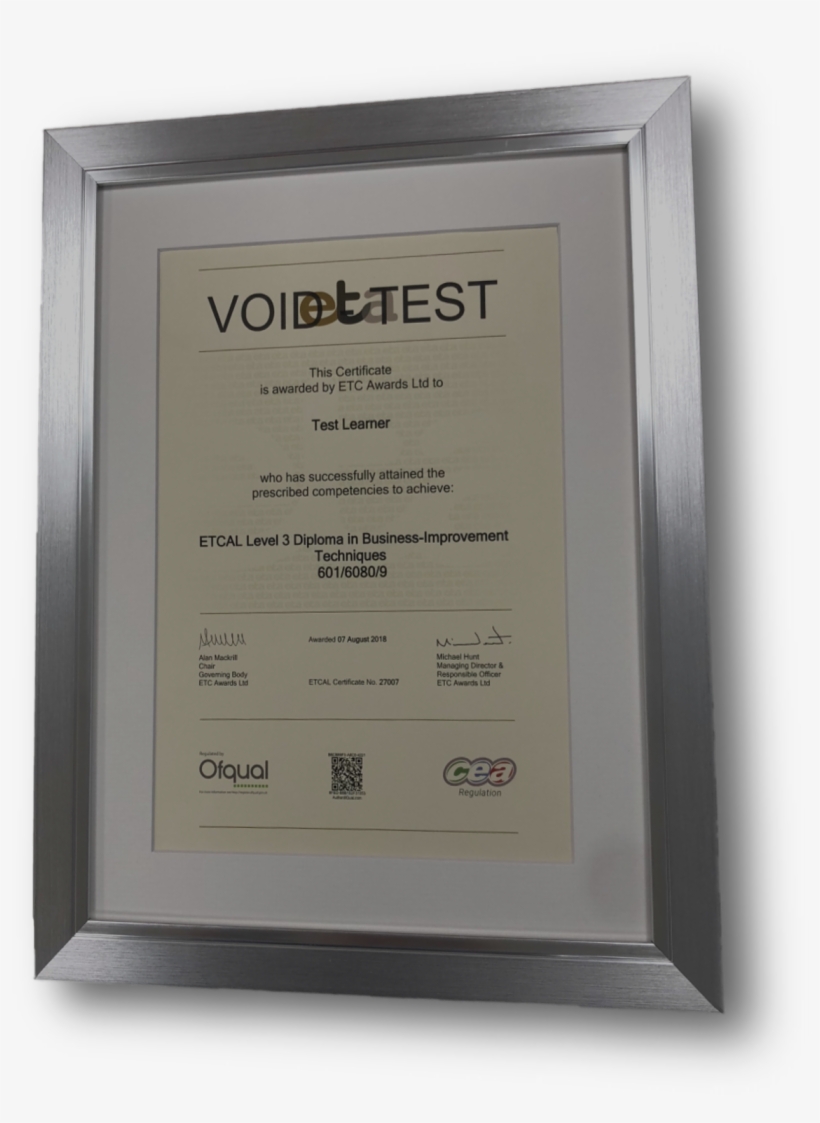 VOID TEST
eta
This Certificate
is awarded by ETC Awards Ltd to
Test Learner
who has successfully attained the
prescribed competencies to achieve:
ETCAL Level 3 Diploma in Business-Improvement
Techniques
601/6080/9
Awarded 07 August 2018
Alan Mackrill
Chair
Governing Body
ETC Awards Ltd
ETCAL Certificate No. 27007
Michael Hunt
Managing Director &
Responsible Officer
ETC Awards Ltd
Regulated by
Ofqual
cea
Regulation